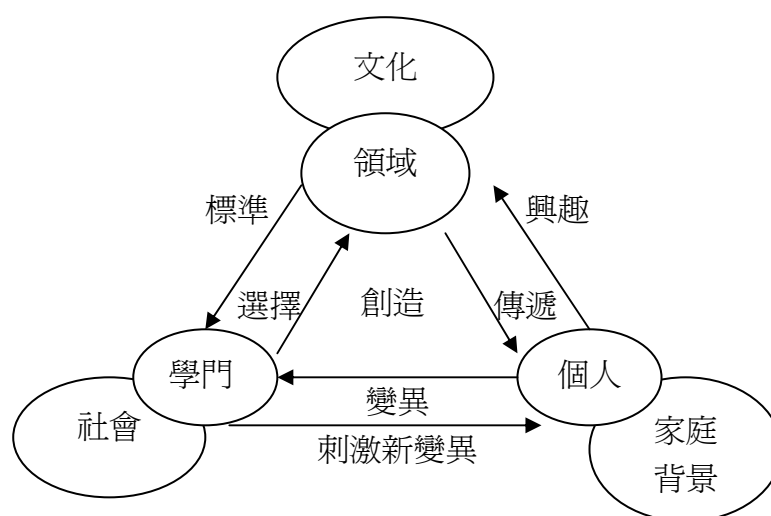 文化
領域
標準
興趣
選擇
創造
傳遞
學門
個人
社會
變異
家庭
背景
刺激新變異